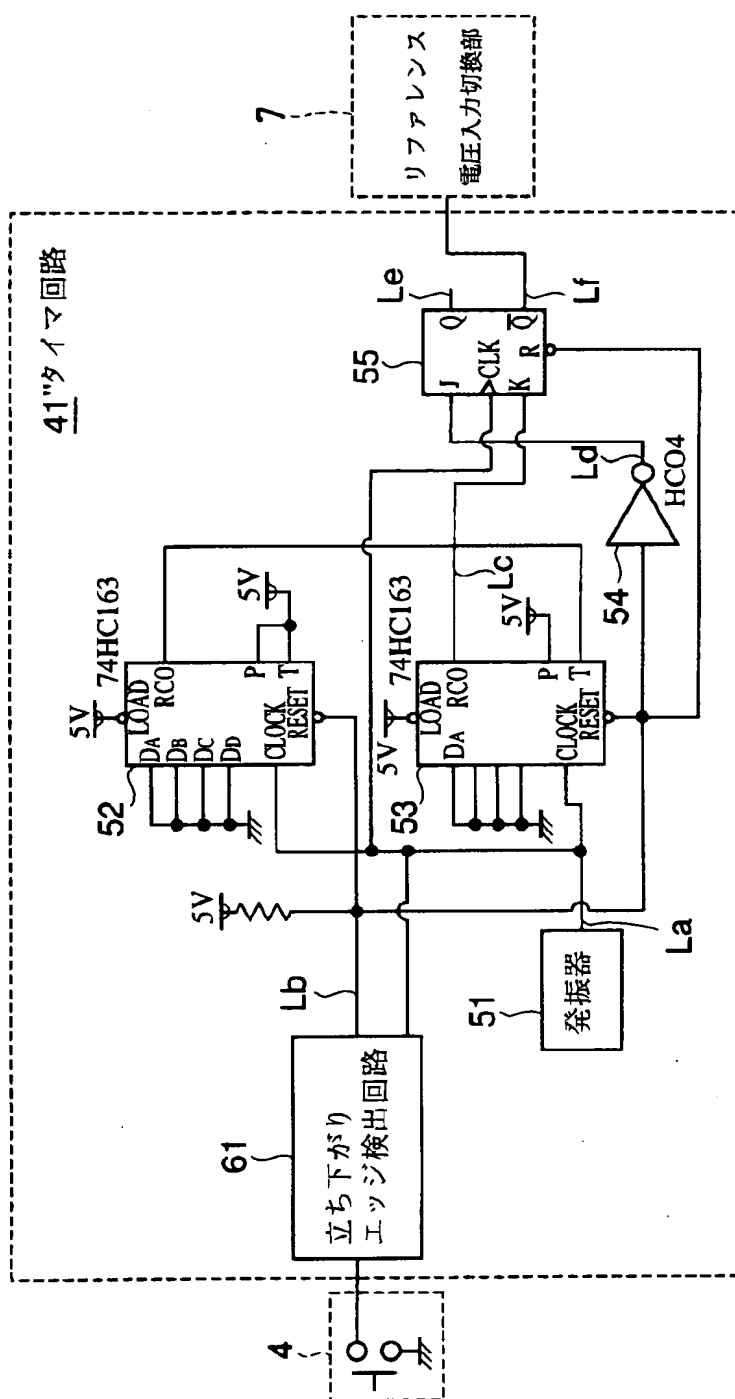 41"タイマ回路
4
61
立ち下がり
エッジ検出回路
Lb
5V
52
5V
74HC163
LOAD
DA
DB
DC
DD
RCO
P
T
CLOCK
RESET
5V
53
5V
74HC163
LOAD
DA
RCO
P
T
CLOCK
RESET
5V
51
発振器
La
Lc
54
HCO4
Ld
55
J
CLK
K
Q
Q
R
Le
Lf
7
リファレンス
電圧入力切換部